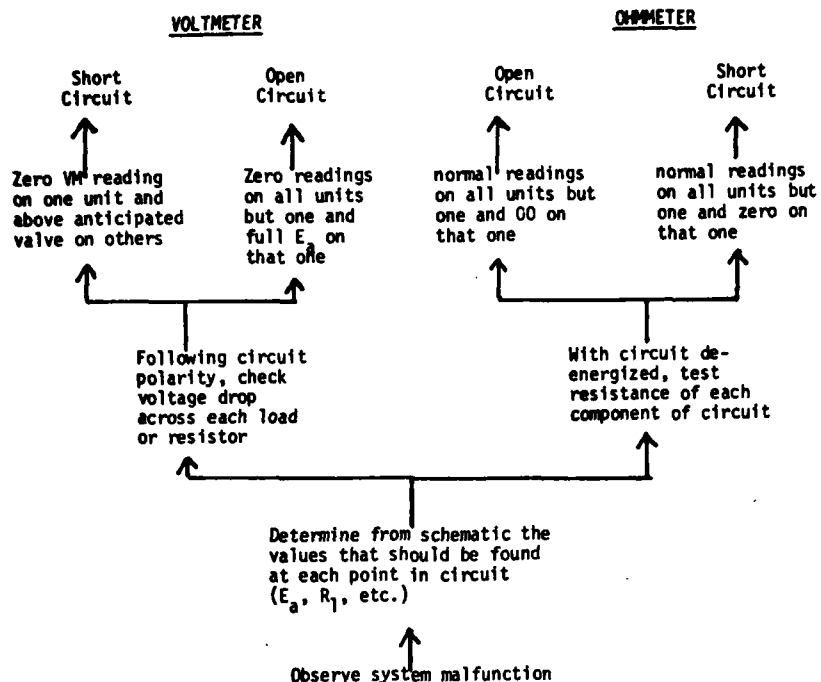 VOLTMETER
OHMMETER
Short
Circuit
Open
Circuit
Open
Circuit
Short
Circuit
Zero VM reading
on one unit and
above anticipated
valve on others
Zero readings
on all units
but one and
full Ea on
that one
normal readings
on all units but
one and OO on
that one
normal readings
on all units but
one and zero on
that one
Following circuit
polarity, check
voltage drop
across each load
or resistor
With circuit de-
energized, test
resistance of each
component of circuit
Determine from schematic the
values that should be found
at each point in circuit
(Ea, R1, etc.)
Observe system malfunction